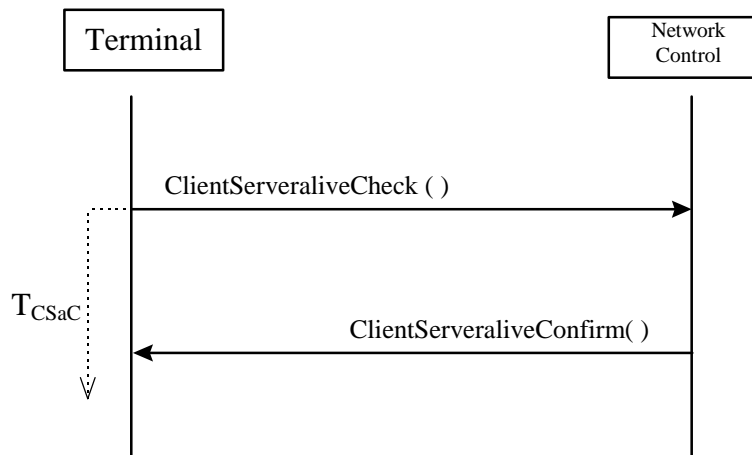 Terminal
Network
Control
ClientServeraliveCheck ( )
TCSaC
ClientServeraliveConfirm( )